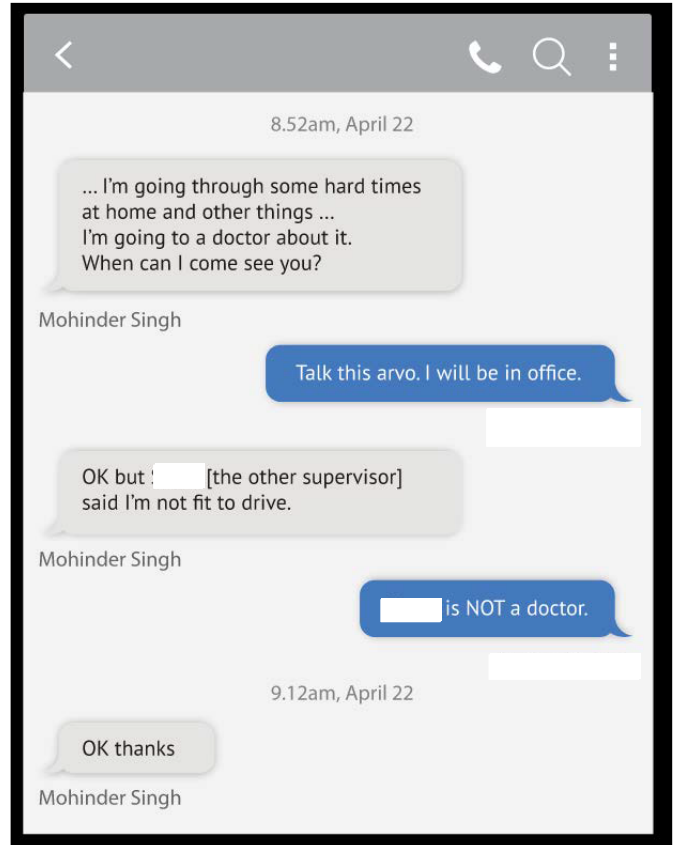 8.52am, April 22
... I'm going through some hard times
at home and other things ...
I'm going to a doctor about it.
When can I come see you?
Mohinder Singh
Talk this arvo. I will be in office.
OK but [the other supervisor]
said I'm not fit to drive.
Mohinder Singh
is NOT a doctor.
9.12am, April 22
OK thanks
Mohinder Singh